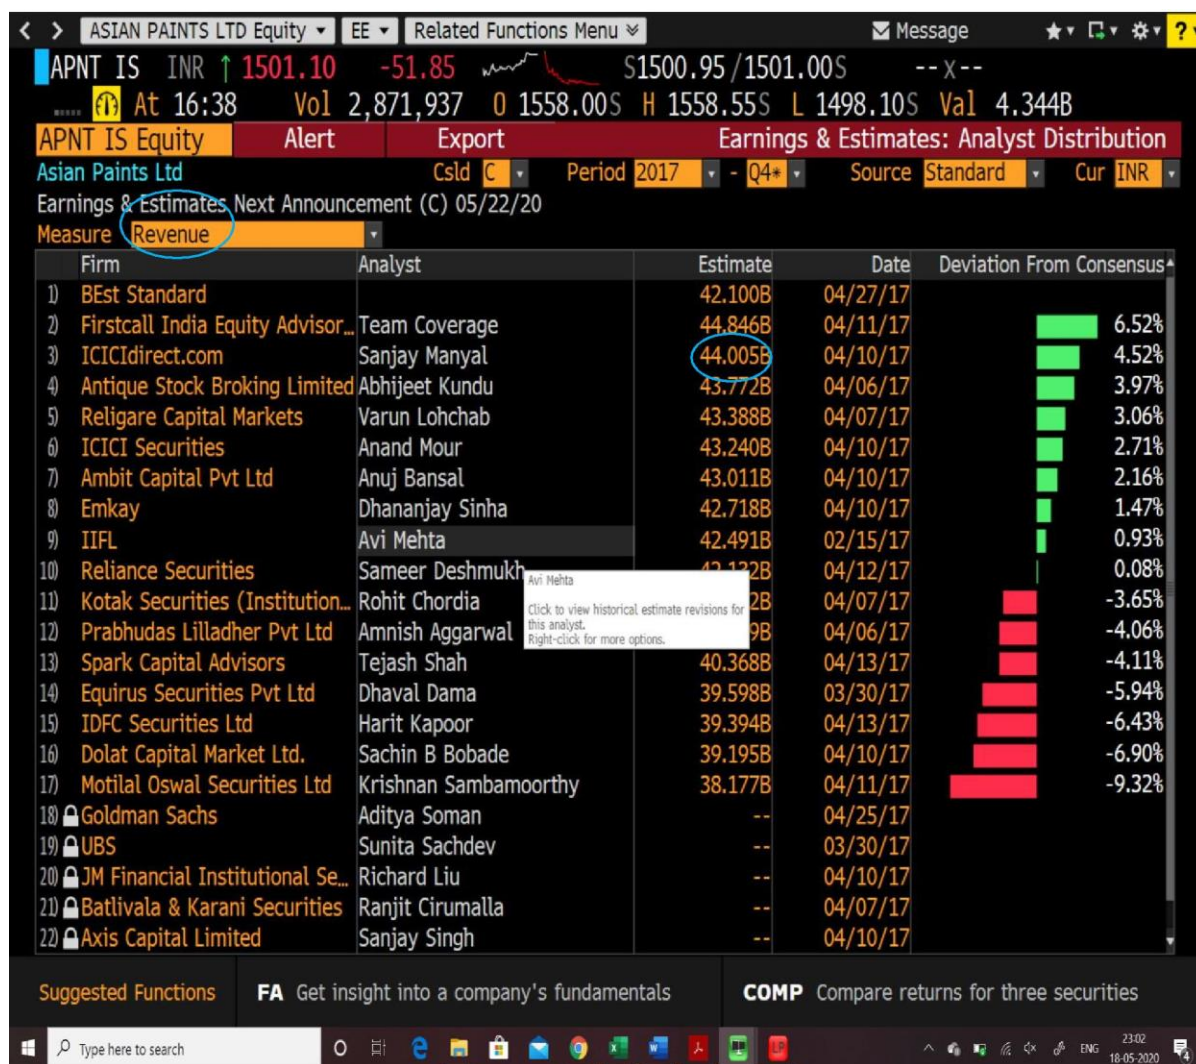 ASIAN PAINTS LTD Equity EE Related Functions Menu Message ?
APNT IS INR ↑ 1501.10 -51.85 S1500.95/1501.00S --x--
At 16:38 Vol 2,871,937 O 1558.00S H 1558.55S L 1498.10S Val 4.344B
APNT IS Equity Alert Export Earnings & Estimates: Analyst Distribution
Asian Paints Ltd Csld C Period 2017 - Q4* Source Standard Cur INR
Earnings & Estimates Next Announcement (C) 05/22/20
Measure Revenue
Firm Analyst Estimate Date Deviation From Consensus
1) BEst Standard 42.100B 04/27/17
2) Firstcall India Equity Advisor… Team Coverage 44.846B 04/11/17 6.52%
3) ICICIdirect.com Sanjay Manyal 44.005B 04/10/17 4.52%
4) Antique Stock Broking Limited Abhijeet Kundu 43.772B 04/06/17 3.97%
5) Religare Capital Markets Varun Lohchab 43.388B 04/07/17 3.06%
6) ICICI Securities Anand Mour 43.240B 04/10/17 2.71%
7) Ambit Capital Pvt Ltd Anuj Bansal 43.011B 04/10/17 2.16%
8) Emkay Dhananjay Sinha 42.718B 04/10/17 1.47%
9) IIFL Avi Mehta 42.491B 02/15/17 0.93%
10) Reliance Securities Sameer Deshmukh 04/12/17 0.08%
11) Kotak Securities (Institution… Rohit Chordia 2B 04/07/17 -3.65%
12) Prabhudas Lilladher Pvt Ltd Amnish Aggarwal 9B 04/06/17 -4.06%
Avi Mehta
Click to view historical estimate revisions for
this analyst.
Right-click for more options.
13) Spark Capital Advisors Tejash Shah 40.368B 04/13/17 -4.11%
14) Equirus Securities Pvt Ltd Dhaval Dama 39.598B 03/30/17 -5.94%
15) IDFC Securities Ltd Harit Kapoor 39.394B 04/13/17 -6.43%
16) Dolat Capital Market Ltd. Sachin B Bobade 39.195B 04/10/17 -6.90%
17) Motilal Oswal Securities Ltd Krishnan Sambamoorthy 38.177B 04/11/17 -9.32%
18) Goldman Sachs Aditya Soman -- 04/25/17
19) UBS Sunita Sachdev -- 03/30/17
20) JM Financial Institutional Se… Richard Liu -- 04/10/17
21) Batlivala & Karani Securities Ranjit Cirumalla -- 04/07/17
22) Axis Capital Limited Sanjay Singh -- 04/10/17
Suggested Functions FA Get insight into a company's fundamentals COMP Compare returns for three securities
Type here to search ENG 23:02
18-05-2020